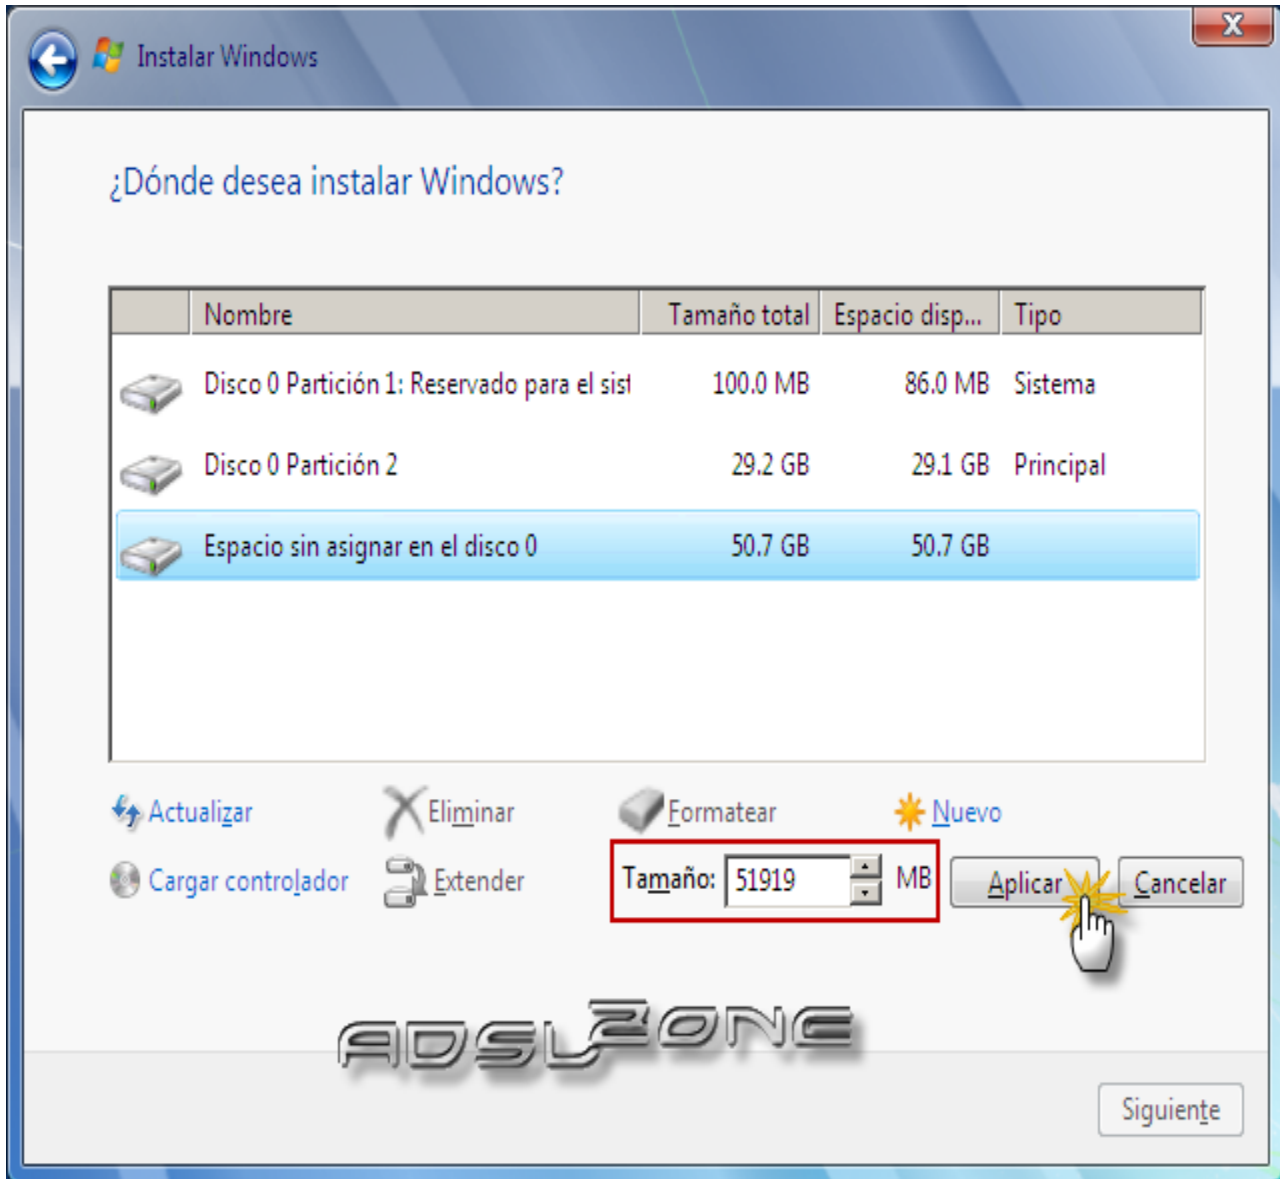 Instalar Windows
X
¿Dónde desea instalar Windows?
Nombre Tamaño total Espacio disp... Tipo
Disco 0 Partición 1: Reservado para el sist 100.0 MB 86.0 MB Sistema
Disco 0 Partición 2 29.2 GB 29.1 GB Principal
Espacio sin asignar en el disco 0 50.7 GB 50.7 GB
Actualizar Eliminar Formatear Nuevo
Cargar controlador Extender Tamaño: 51919 MB Aplicar Cancelar
ADSLZONE
Siguiente